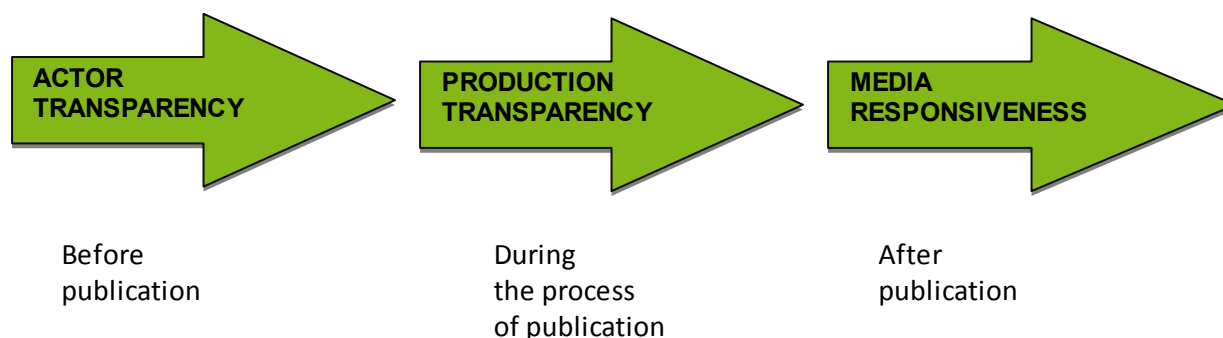 ACTOR
TRANSPARENCY
PRODUCTION
TRANSPARENCY
MEDIA
RESPONSIVENESS
Before
publication
During
the process
of publication
After
publication